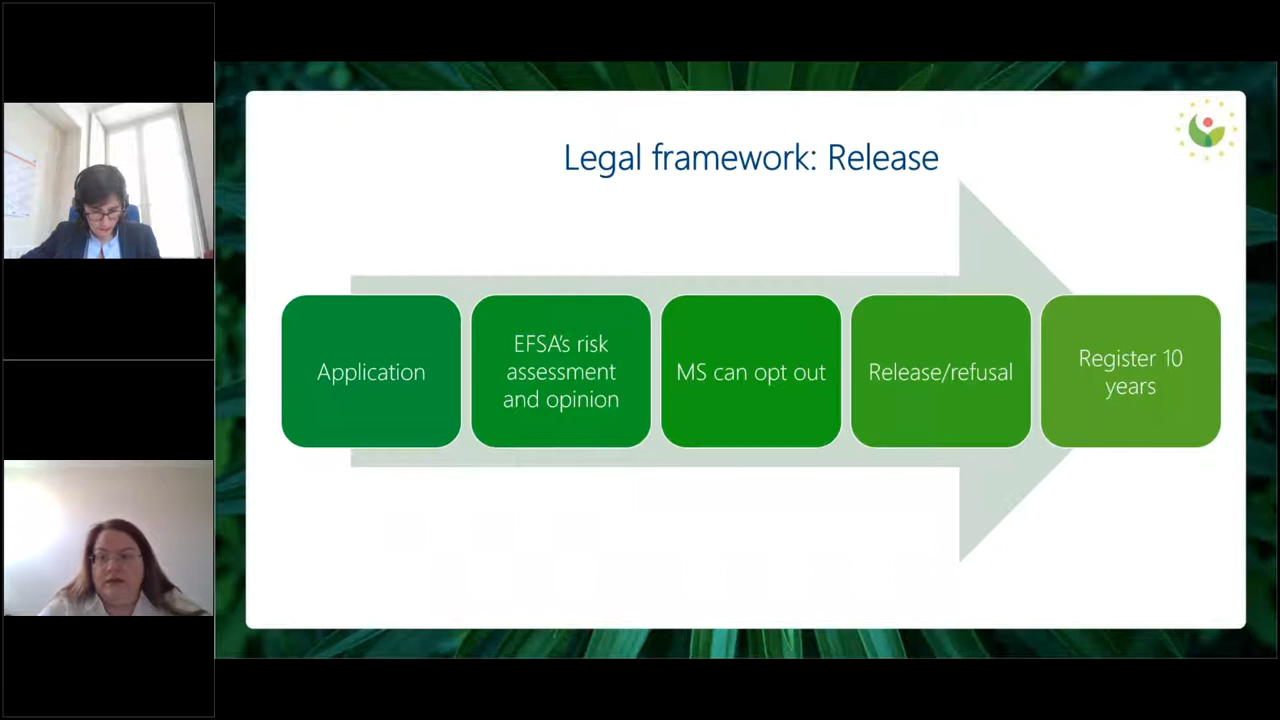 Legal framework: Release
Application
EFSA's risk
assessment
and opinion
MS can opt out
Release/refusal
Register 10
years